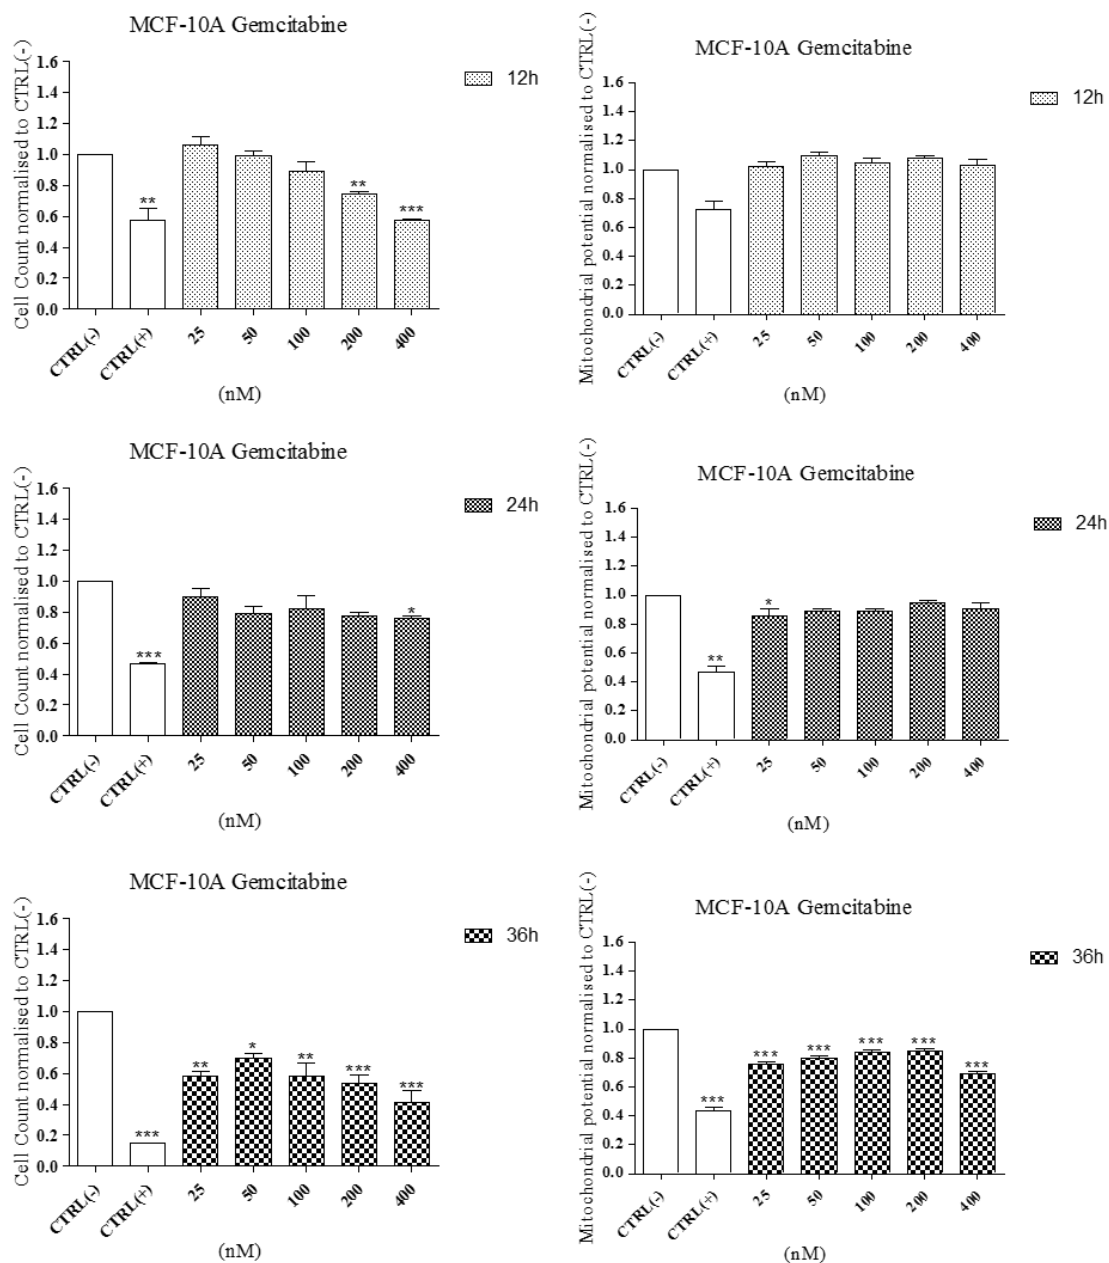 MCF-10A Gemcitabine
Cell Count normalised to CTRL(-)
1.6
1.4
1.2
1.0
0.8
0.6
0.4
0.2
0.0
** ** ***
CTRL(-) CTRL(+) 25 50 100 200 400
(nM)
12h
MCF-10A Gemcitabine
Mitochondrial potential normalised to CTRL(-)
1.6
1.4
1.2
1.0
0.8
0.6
0.4
0.2
0.0
CTRL(-) CTRL(+) 25 50 100 200 400
(nM)
12h
MCF-10A Gemcitabine
Cell Count normalised to CTRL(-)
1.6
1.4
1.2
1.0
0.8
0.6
0.4
0.2
0.0
*** *
CTRL(-) CTRL(+) 25 50 100 200 400
(nM)
24h
MCF-10A Gemcitabine
Mitochondrial potential normalised to CTRL(-)
1.6
1.4
1.2
1.0
0.8
0.6
0.4
0.2
0.0
** *
CTRL(-) CTRL(+) 25 50 100 200 400
(nM)
24h
MCF-10A Gemcitabine
Cell Count normalised to CTRL(-)
1.6
1.4
1.2
1.0
0.8
0.6
0.4
0.2
0.0
*** ** * ** *** ***
CTRL(-) CTRL(+) 25 50 100 200 400
(nM)
36h
MCF-10A Gemcitabine
Mitochondrial potential normalised to CTRL(-)
1.6
1.4
1.2
1.0
0.8
0.6
0.4
0.2
0.0
*** *** *** *** *** ***
CTRL(-) CTRL(+) 25 50 100 200 400
(nM)
36h